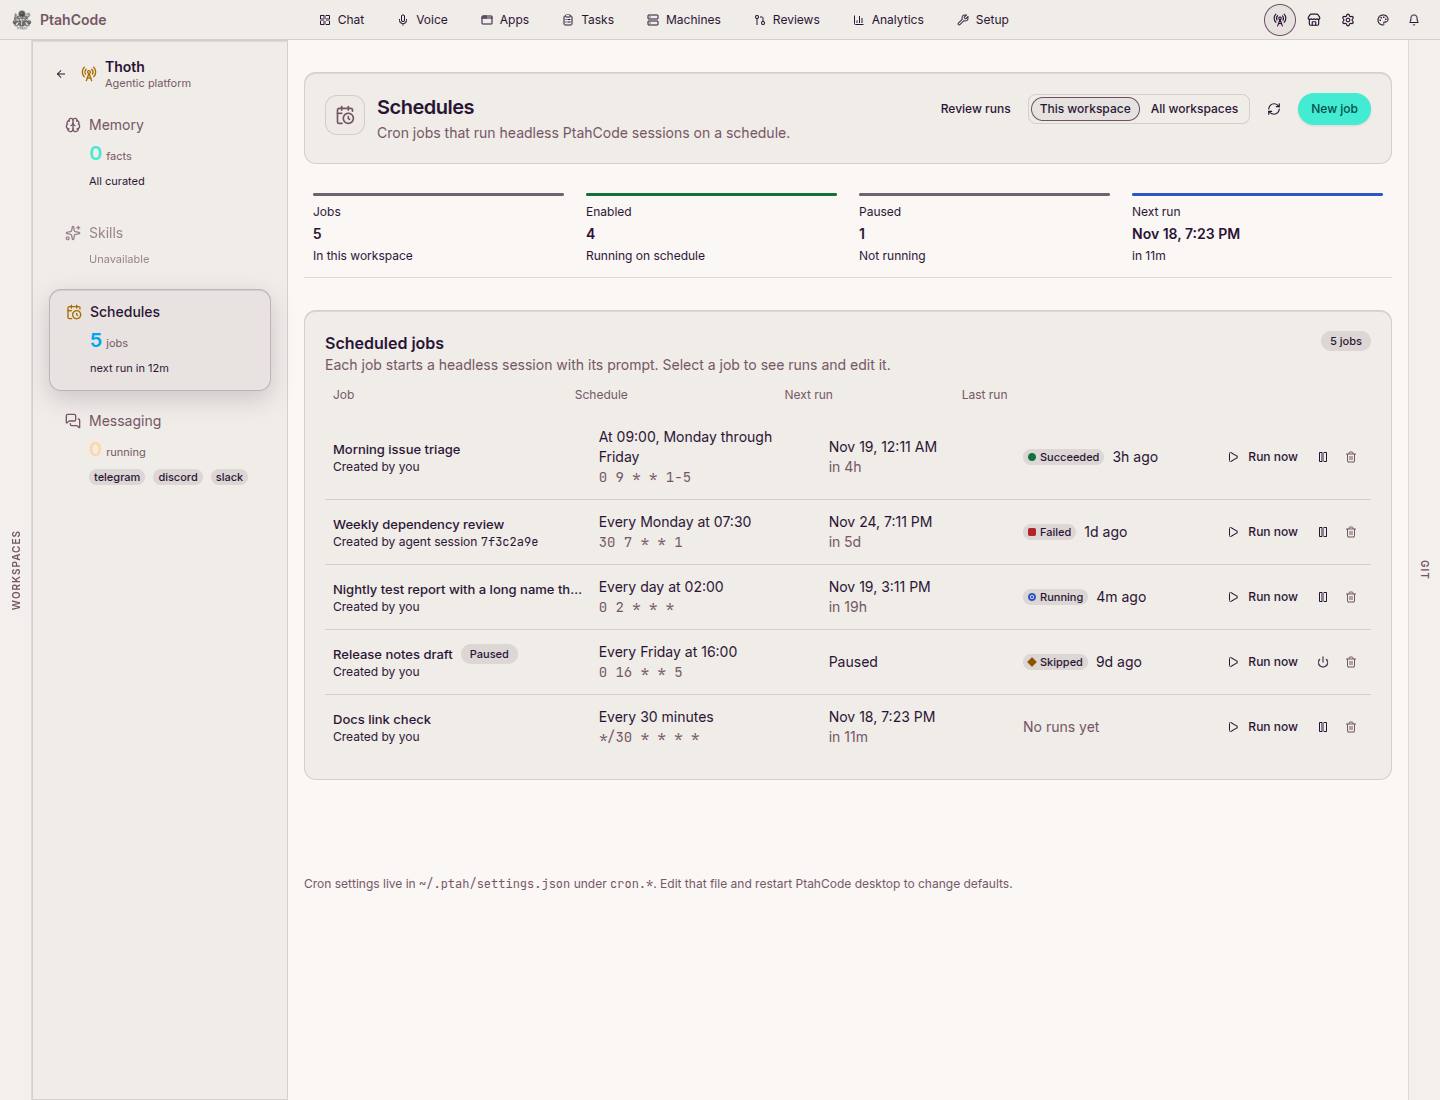 PtahCode
Chat
Voice
Apps
Tasks
Machines
Reviews
Analytics
Setup
WORKSPACES
Thoth
Agentic platform
Memory
0 facts
All curated
Skills
Unavailable
Schedules
5 jobs
next run in 12m
Messaging
0 running
telegram discord slack
Schedules
Cron jobs that run headless PtahCode sessions on a schedule.
Review runs
This workspace
All workspaces
New job
Jobs
5
In this workspace
Enabled
4
Running on schedule
Paused
1
Not running
Next run
Nov 18, 7:23 PM
in 11m
Scheduled jobs
5 jobs
Each job starts a headless session with its prompt. Select a job to see runs and edit it.
Job Schedule Next run Last run
Morning issue triage
Created by you
At 09:00, Monday through
Friday
0 9 * * 1-5
Nov 19, 12:11 AM
in 4h
Succeeded 3h ago
Run now
Weekly dependency review
Created by agent session 7f3c2a9e
Every Monday at 07:30
30 7 * * 1
Nov 24, 7:11 PM
in 5d
Failed 1d ago
Run now
Nightly test report with a long name th...
Created by you
Every day at 02:00
0 2 * * *
Nov 19, 3:11 PM
in 19h
Running 4m ago
Run now
Release notes draft Paused
Created by you
Every Friday at 16:00
0 16 * * 5
Paused
Skipped 9d ago
Run now
Docs link check
Created by you
Every 30 minutes
*/30 * * * *
Nov 18, 7:23 PM
in 11m
No runs yet
Run now
Cron settings live in ~/.ptah/settings.json under cron.*. Edit that file and restart PtahCode desktop to change defaults.
GIT